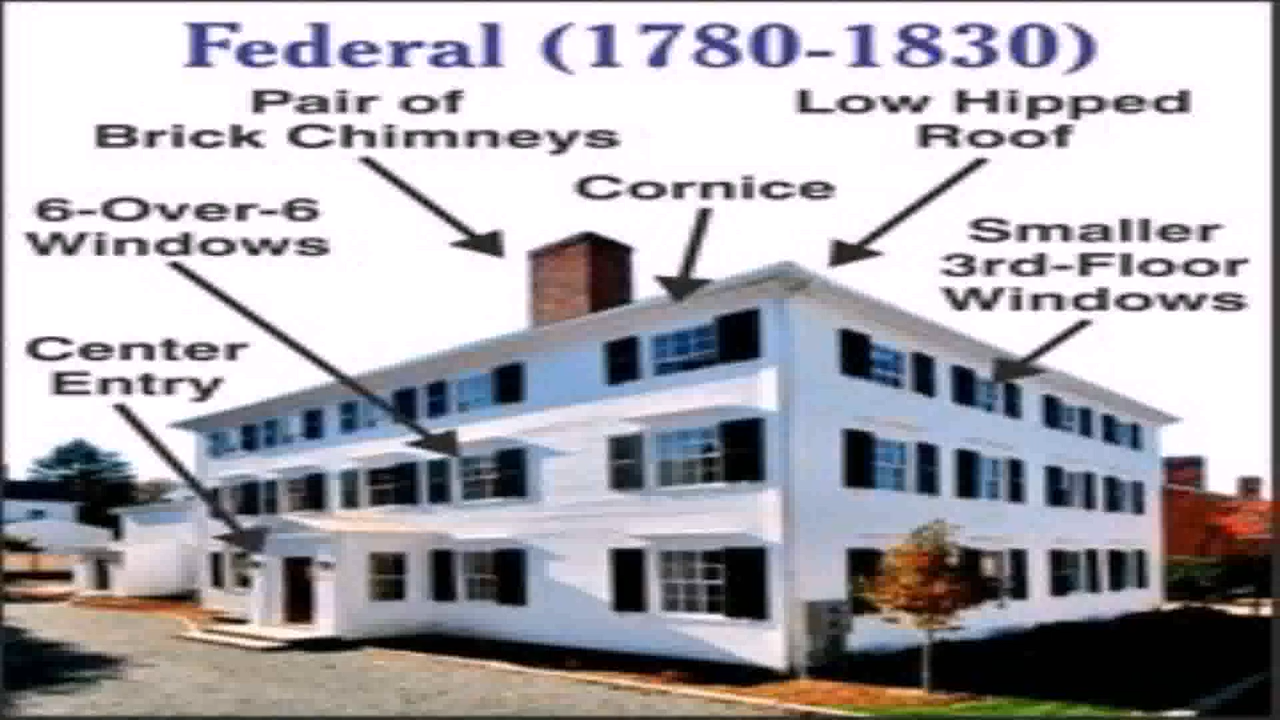 Federal (1780-1830)
Pair of
Brick Chimneys
Low Hipped
Roof
Cornice
6-Over-6
Windows
Smaller
3rd-Floor
Windows
Center
Entry